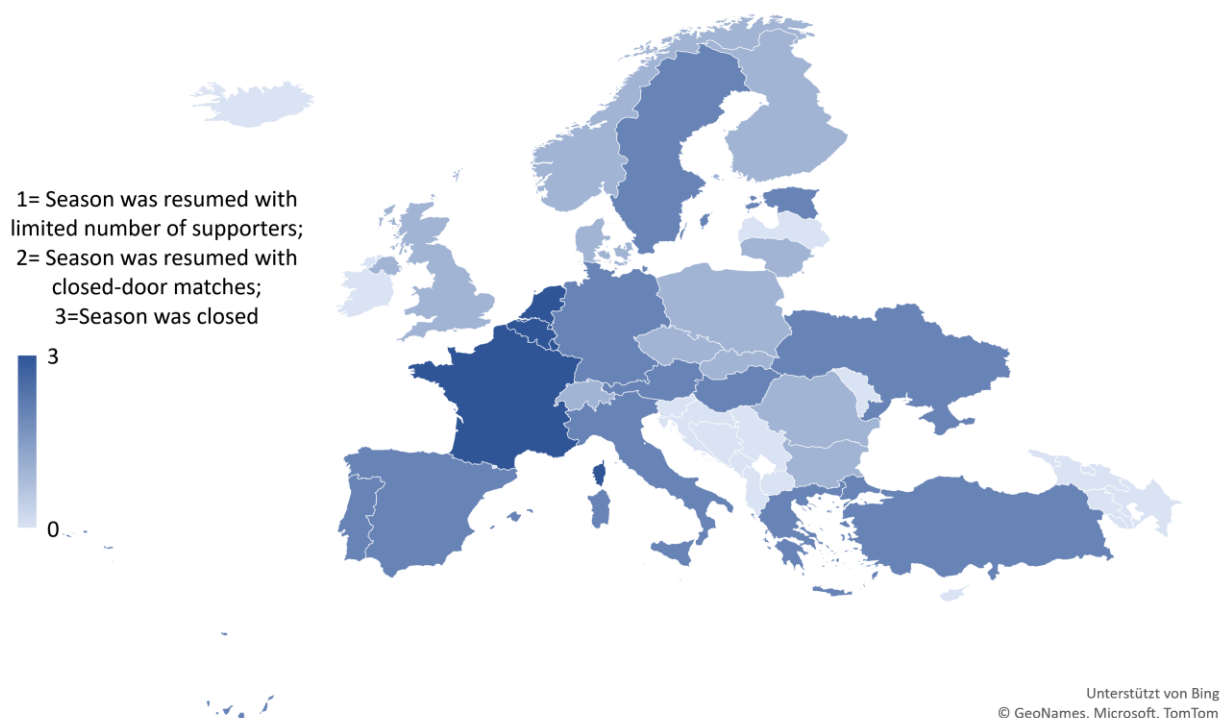 1= Season was resumed with
limited number of supporters;
2= Season was resumed with
closed-door matches;
3=Season was closed
3
0
Unterstützt von Bing
© GeoNames, Microsoft, TomTom